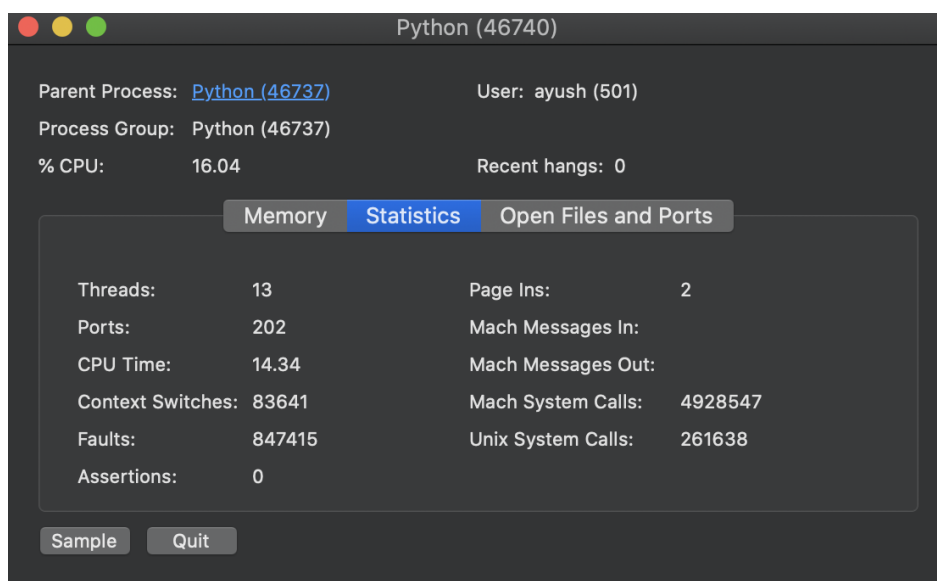 Python (46740)
Parent Process: Python (46737) User: ayush (501)
Process Group: Python (46737)
% CPU: 16.04 Recent hangs: 0
Memory Statistics Open Files and Ports
Threads: 13 Page Ins: 2
Ports: 202 Mach Messages In:
CPU Time: 14.34 Mach Messages Out:
Context Switches: 83641 Mach System Calls: 4928547
Faults: 847415 Unix System Calls: 261638
Assertions: 0
Sample Quit